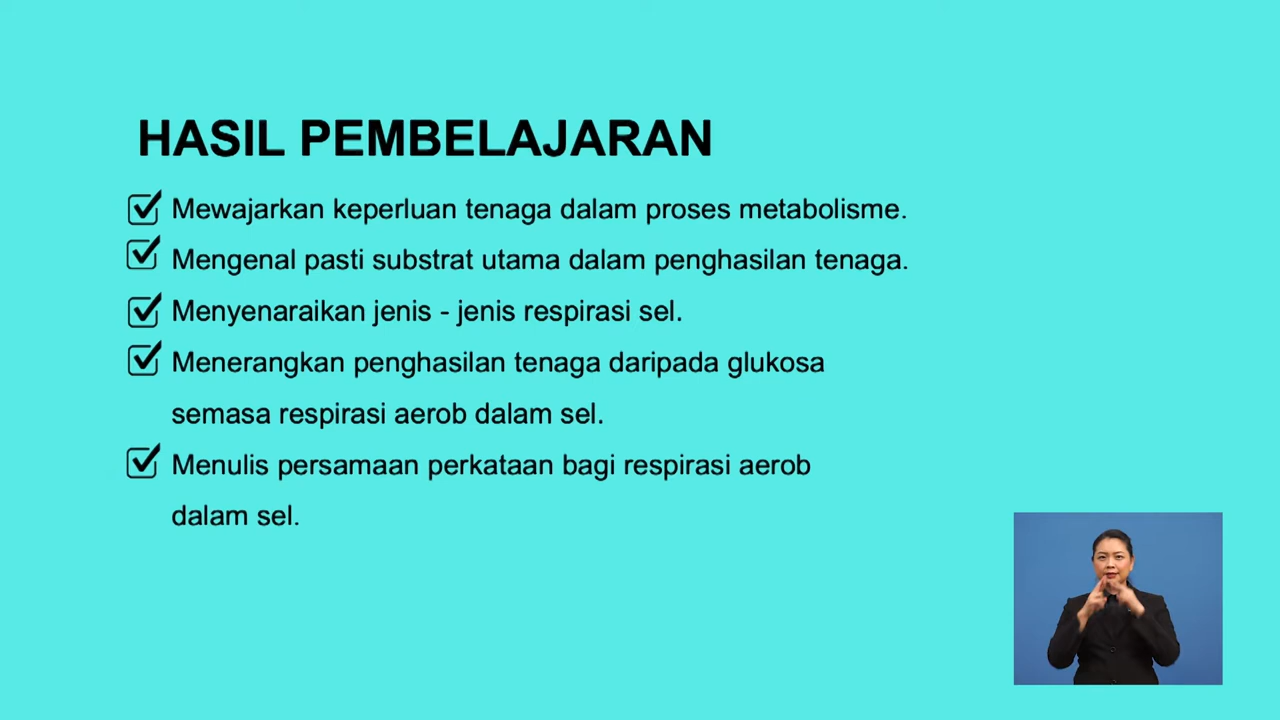 HASIL PEMBELAJARAN
Mewajarkan keperluan tenaga dalam proses metabolisme.
Mengenal pasti substrat utama dalam penghasilan tenaga.
Menyenaraikan jenis - jenis respirasi sel.
Menerangkan penghasilan tenaga daripada glukosa
semasa respirasi aerob dalam sel.
Menulis persamaan perkataan bagi respirasi aerob
dalam sel.